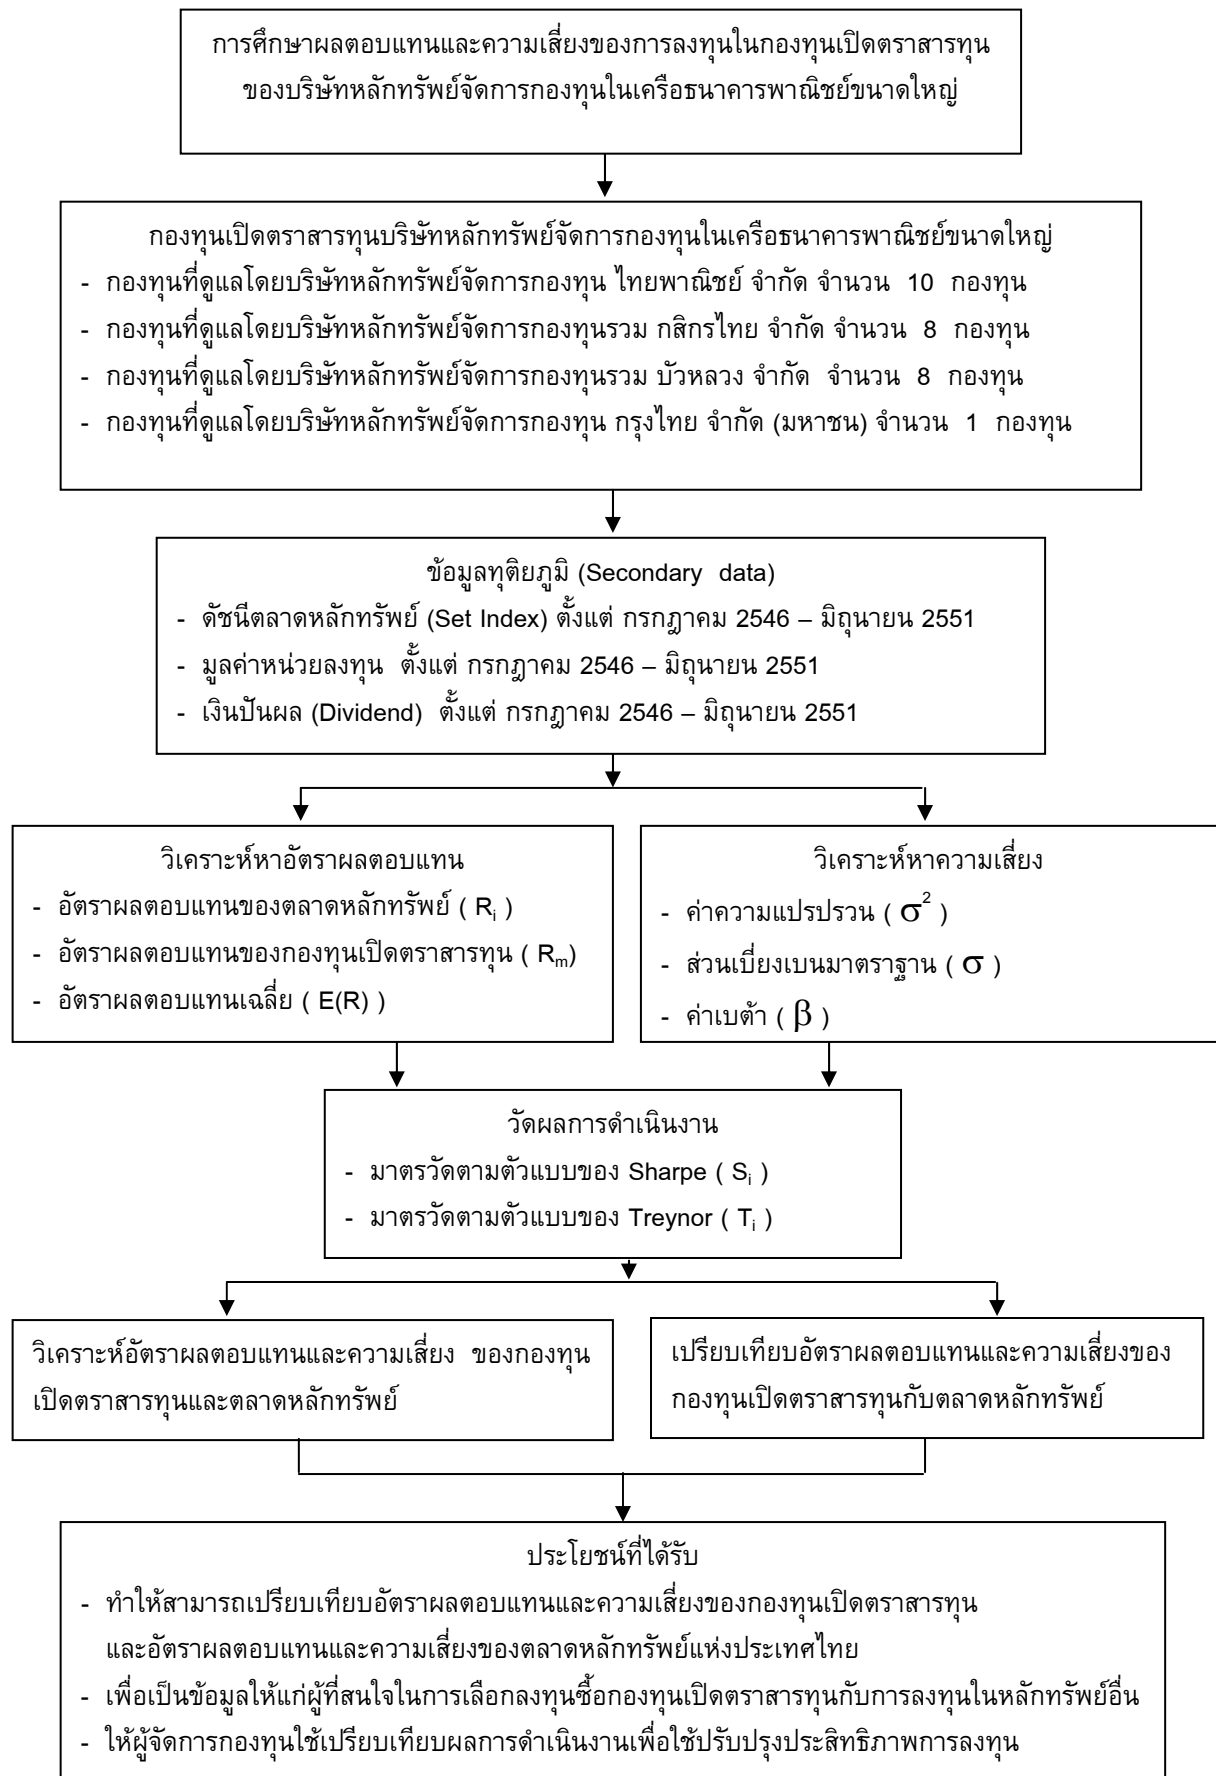 การศึกษาผลตอบแทนและความเสี่ยงของการลงทุนในกองทุนเปิดตราสารทุน
ของบริษัทหลักทรัพย์จัดการกองทุนในเครือธนาคารพาณิชย์ขนาดใหญ่
กองทุนเปิดตราสารทุนบริษัทหลักทรัพย์จัดการกองทุนในเครือธนาคารพาณิชย์ขนาดใหญ่
- กองทุนที่ดูแลโดยบริษัทหลักทรัพย์จัดการกองทุน ไทยพาณิชย์ จำกัด จำนวน 10 กองทุน
- กองทุนที่ดูแลโดยบริษัทหลักทรัพย์จัดการกองทุนรวม กสิกรไทย จำกัด จำนวน 8 กองทุน
- กองทุนที่ดูแลโดยบริษัทหลักทรัพย์จัดการกองทุนรวม บัวหลวง จำกัด จำนวน 8 กองทุน
- กองทุนที่ดูแลโดยบริษัทหลักทรัพย์จัดการกองทุน กรุงไทย จำกัด (มหาชน) จำนวน 1 กองทุน
ข้อมูลทุติยภูมิ (Secondary data)
- ดัชนีตลาดหลักทรัพย์ (Set Index) ตั้งแต่ กรกฎาคม 2546 – มิถุนายน 2551
- มูลค่าหน่วยลงทุน ตั้งแต่ กรกฎาคม 2546 – มิถุนายน 2551
- เงินปันผล (Dividend) ตั้งแต่ กรกฎาคม 2546 – มิถุนายน 2551
วิเคราะห์หาอัตราผลตอบแทน
- อัตราผลตอบแทนของตลาดหลักทรัพย์ ( Rᵢ )
- อัตราผลตอบแทนของกองทุนเปิดตราสารทุน ( Rₘ)
- อัตราผลตอบแทนเฉลี่ย ( E(R) )
วิเคราะห์หาความเสี่ยง
- ค่าความแปรปรวน ( σ² )
- ส่วนเบี่ยงเบนมาตราฐาน ( σ )
- ค่าเบต้า ( β )
วัดผลการดำเนินงาน
- มาตรวัดตามตัวแบบของ Sharpe ( Sᵢ )
- มาตรวัดตามตัวแบบของ Treynor ( Tᵢ )
วิเคราะห์อัตราผลตอบแทนและความเสี่ยง ของกองทุน
เปิดตราสารทุนและตลาดหลักทรัพย์
เปรียบเทียบอัตราผลตอบแทนและความเสี่ยงของ
กองทุนเปิดตราสารทุนกับตลาดหลักทรัพย์
ประโยชน์ที่ได้รับ
- ทำให้สามารถเปรียบเทียบอัตราผลตอบแทนและความเสี่ยงของกองทุนเปิดตราสารทุน
และอัตราผลตอบแทนและความเสี่ยงของตลาดหลักทรัพย์แห่งประเทศไทย
- เพื่อเป็นข้อมูลให้แก่ผู้ที่สนใจในการเลือกลงทุนซื้อกองทุนเปิดตราสารทุนกับการลงทุนในหลักทรัพย์อื่น
- ให้ผู้จัดการกองทุนใช้เปรียบเทียบผลการดำเนินงานเพื่อใช้ปรับปรุงประสิทธิภาพการลงทุน